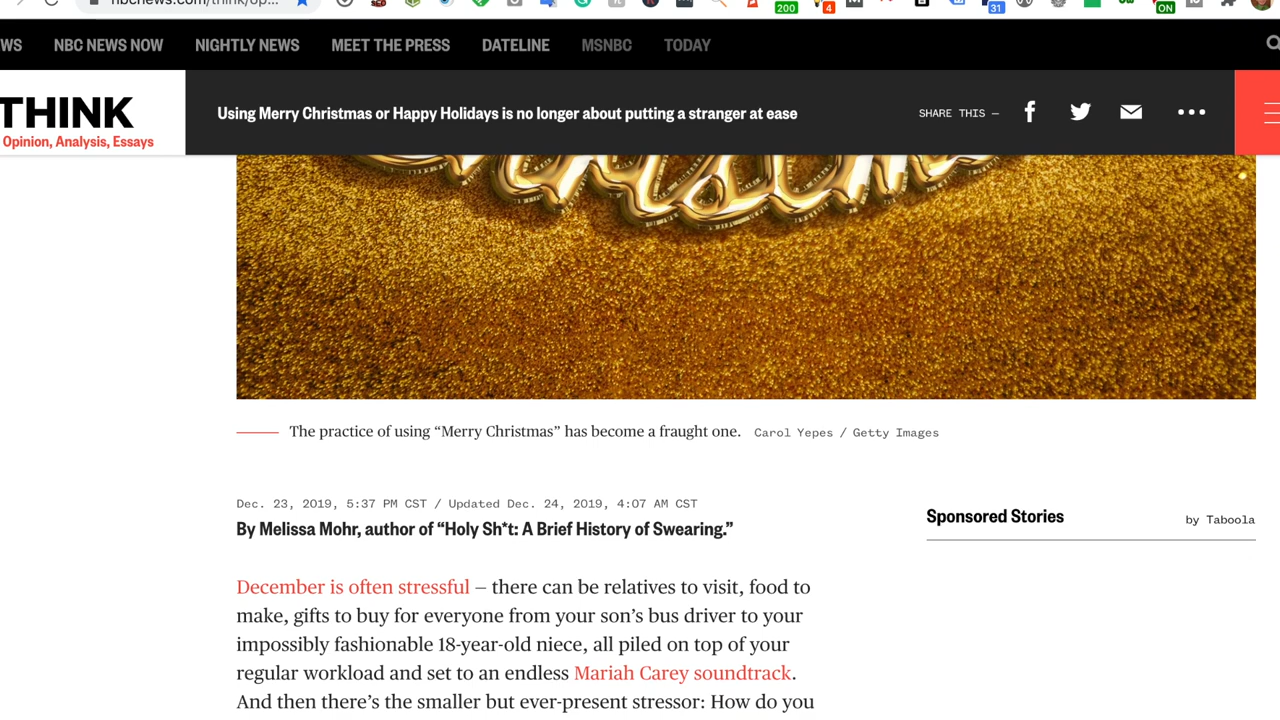 200
4
31
ON
WS NBC NEWS NOW NIGHTLY NEWS MEET THE PRESS DATELINE MSNBC TODAY
THINK
Opinion, Analysis, Essays
Using Merry Christmas or Happy Holidays is no longer about putting a stranger at ease
SHARE THIS —
The practice of using “Merry Christmas” has become a fraught one. Carol Yepes / Getty Images
Dec. 23, 2019, 5:37 PM CST / Updated Dec. 24, 2019, 4:07 AM CST
By Melissa Mohr, author of “Holy Sh*t: A Brief History of Swearing.”
December is often stressful — there can be relatives to visit, food to
make, gifts to buy for everyone from your son’s bus driver to your
impossibly fashionable 18-year-old niece, all piled on top of your
regular workload and set to an endless Mariah Carey soundtrack.
And then there’s the smaller but ever-present stressor: How do you
Sponsored Stories
by Taboola